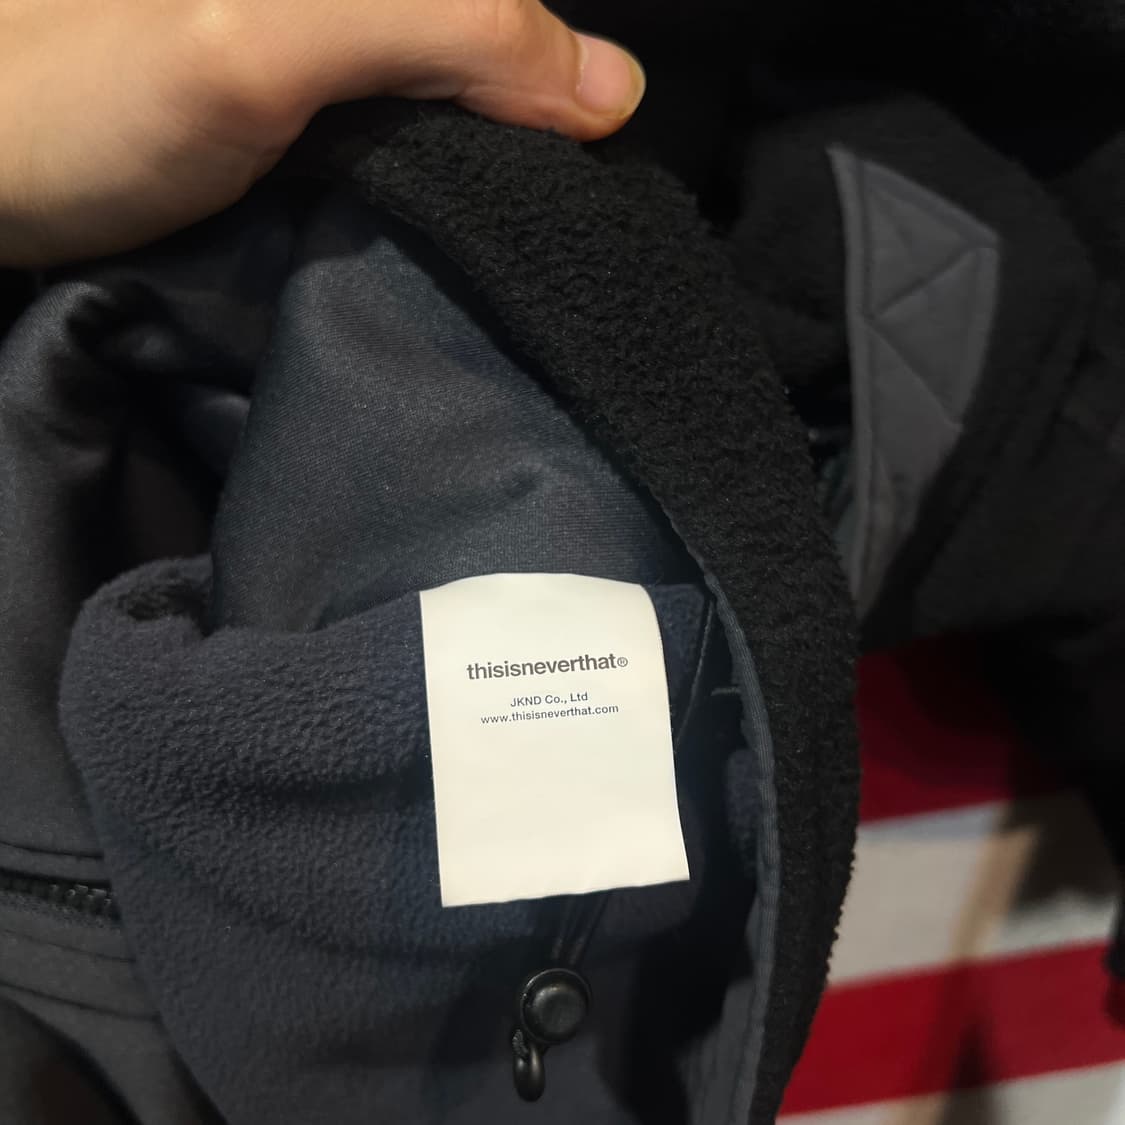 thisisneverthat®
JKND Co., Ltd
www.thisisneverthat.com